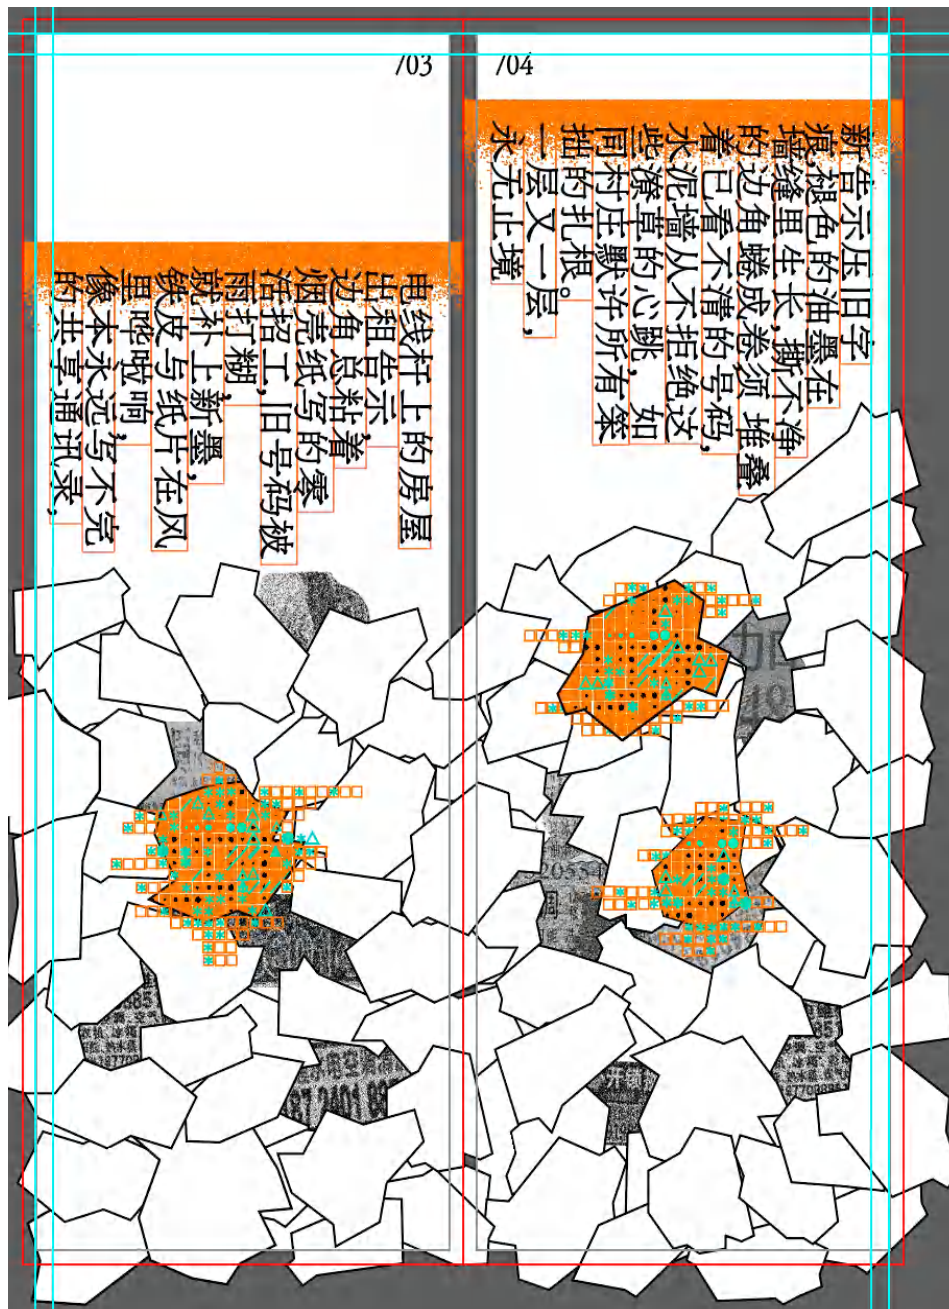 /03
电线杆上的房屋
出租告示,
边角总粘着
烟壳纸写的零
活招工,旧号码被
雨打糊,
就补上新墨,
铁皮与纸片在风
里哗啦响,
像本永远写不完
的共享通讯录,
/04
新告示压旧字
痕,褪色的油墨在
墙缝里生长,撕不净
的边角蜷成卷须 堆叠
着已看不清的号码,
水泥墙从不拒绝这
些潦草的心跳, 如
同村庄默许所有笨
拙的扎根。
一层又一层,
永无止境
加
20554